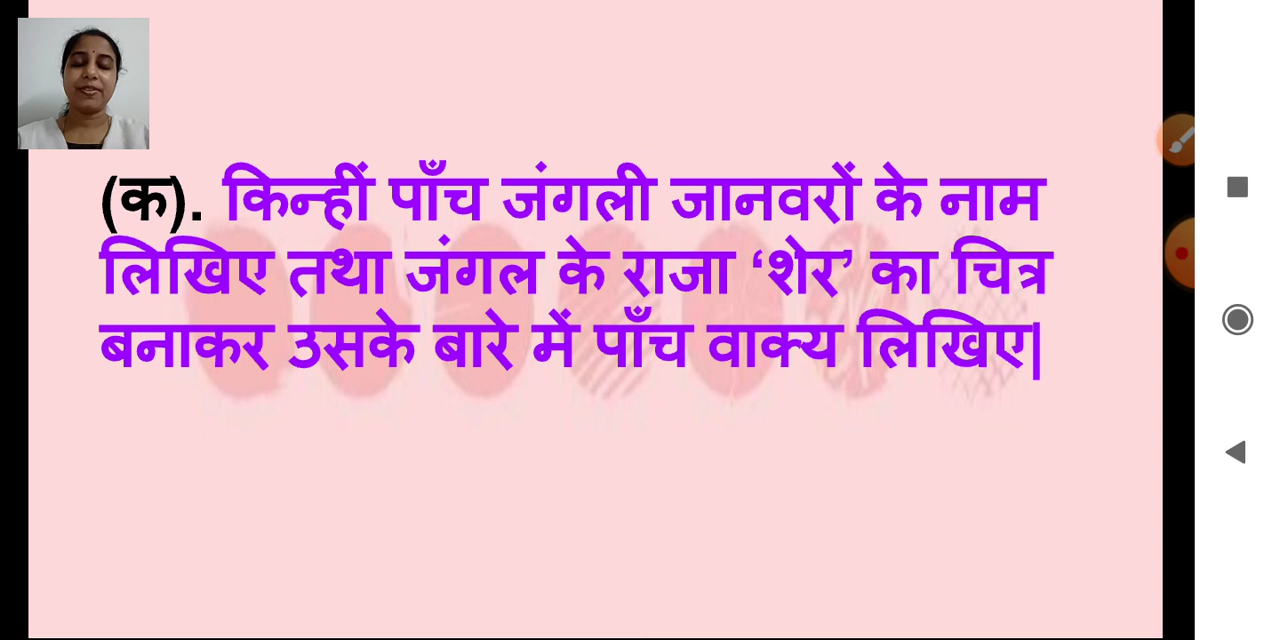 (क). किन्हीं पाँच जंगली जानवरों के नाम
लिखिए तथा जंगल के राजा ‘शेर’ का चित्र
बनाकर उसके बारे में पाँच वाक्य लिखिए|